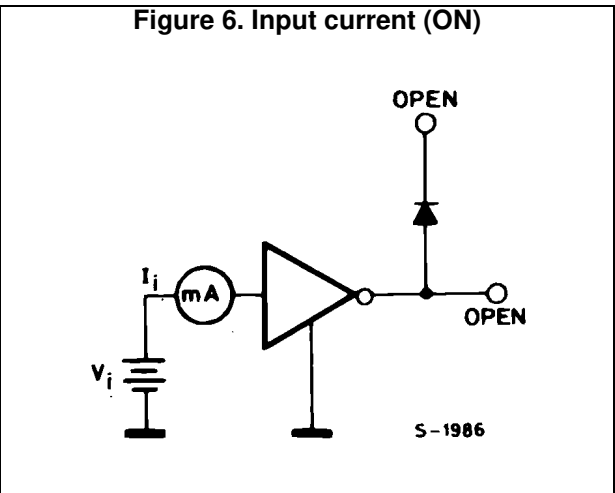 Figure 6. Input current (ON)
OPEN
Ii
mA
OPEN
Vi
S-1986